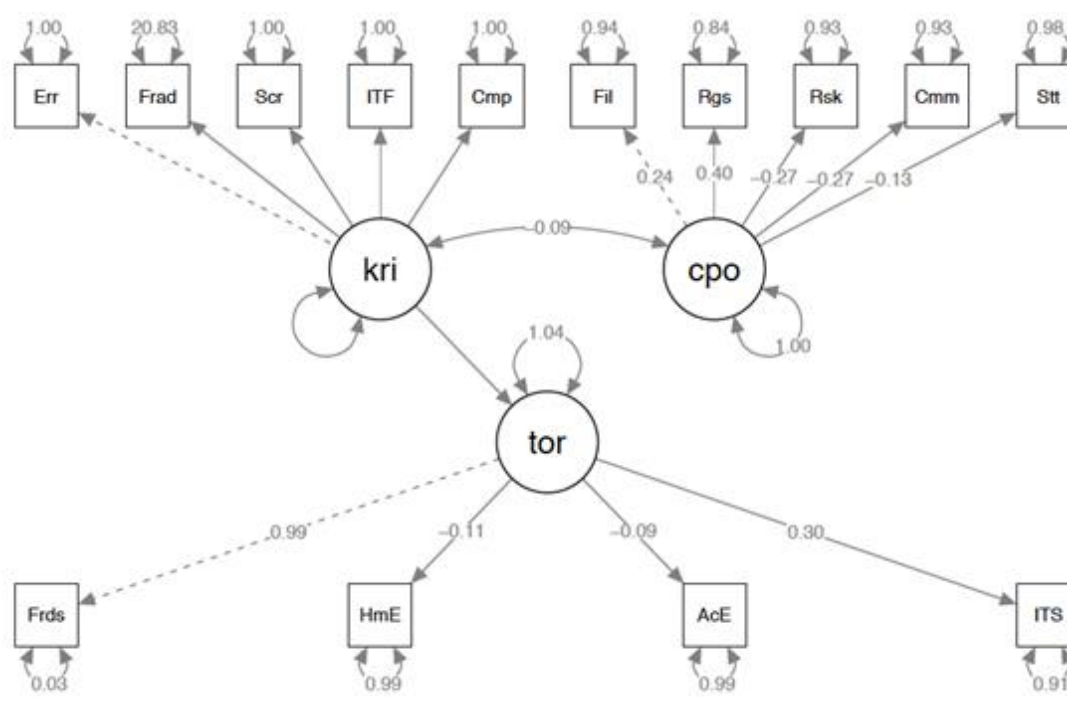 1.00 20.83 1.00 1.00 1.00 0.94 0.84 0.93 0.93 0.98
Err Frad Scr ITF Cmp Fil Rgs Rsk Cmm Stt
0.24 0.40 −0.27 −0.27 −0.13
−0.09
kri cpo
1.04
1.00
tor
0.99 −0.11 −0.09 0.30
Frds HmE AcE ITS
0.03 0.99 0.99 0.91